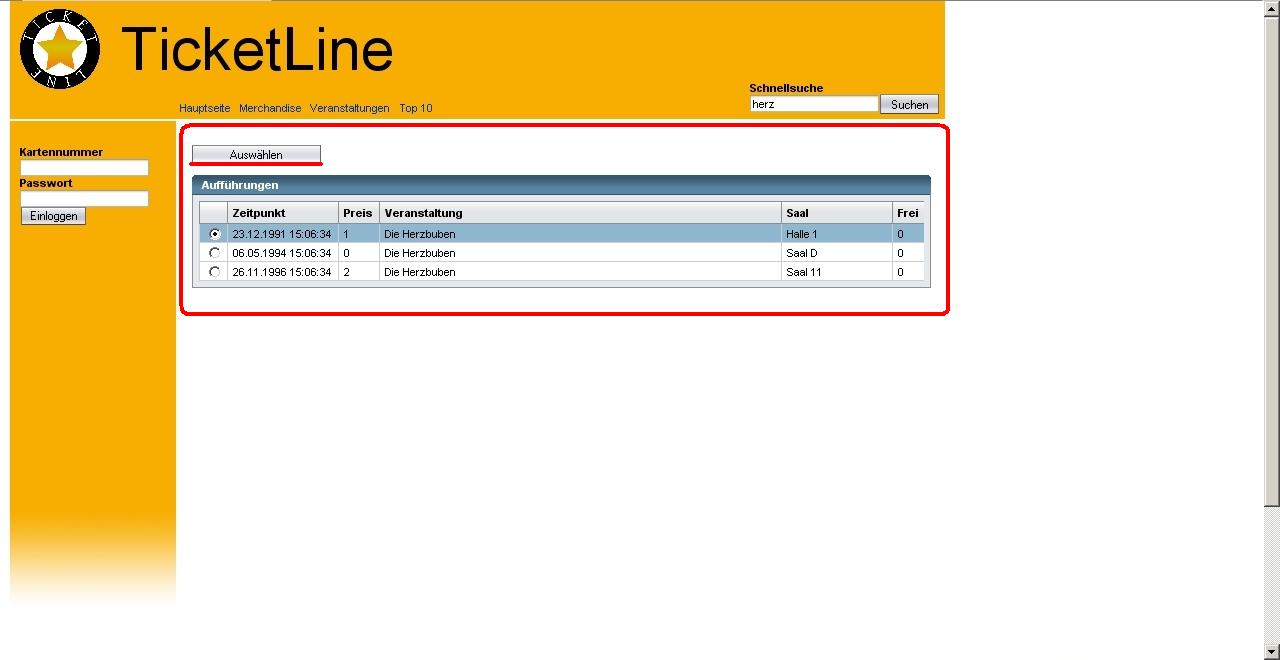 TICKET LINE
TicketLine
Schnellsuche
herz Suchen
Hauptseite Merchandise Veranstaltungen Top 10
Kartennummer
Passwort
Einloggen
Auswählen
Aufführungen
Zeitpunkt Preis Veranstaltung Saal Frei
23.12.1991 15:06:34 1 Die Herzbuben Halle 1 0
06.05.1994 15:06:34 0 Die Herzbuben Saal D 0
26.11.1996 15:06:34 2 Die Herzbuben Saal 11 0